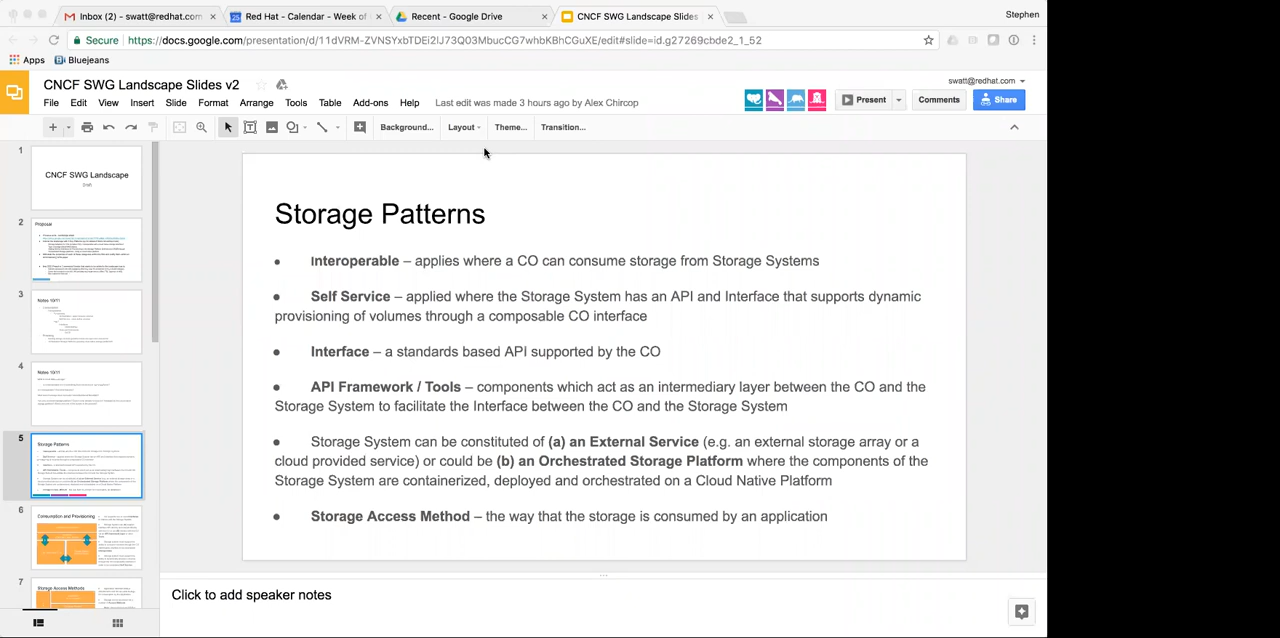 Inbox (2) - swatt@redhat.com
Red Hat - Calendar - Week of
Recent - Google Drive
CNCF SWG Landscape Slides
Stephen
Secure https://docs.google.com/presentation/d/11dVRM-ZVNSYxbTDEi2U73Q03MbucCG7whbKBhCGuXE/edit#slide=id.g27269cbde2_1_52
Apps Bluejeans
CNCF SWG Landscape Slides v2
swatt@redhat.com
File Edit View Insert Slide Format Arrange Tools Table Add-ons Help Last edit was made 3 hours ago by Alex Chircop
Present Comments Share
Background... Layout Theme... Transition...
1
CNCF SWG Landscape
Draft
2
Proposal
3
Notes 10/11
4
Notes 10/11
5
Storage Patterns
6
Consumption and Provisioning
7
Storage Access Methods
Storage Patterns
● Interoperable – applies where a CO can consume storage from Storage Systems
● Self Service – applied where the Storage System has an API and Interface that supports dynamic
provisioning of volumes through a composable CO interface
● Interface – a standards based API supported by the CO
● API Framework / Tools – components which act as an intermediary layer between the CO and the
Storage System to facilitate the Interface between the CO and the Storage System
● Storage System can be constituted of (a) an External Service (e.g. an external storage array or a
cloud based service) or could be (b) an Orchestrated Storage Platform where the components of the
Storage System are containerized, deployed and orchestrated on a Cloud Native Platform
● Storage Access Method – the way that the storage is consumed by an application
Click to add speaker notes